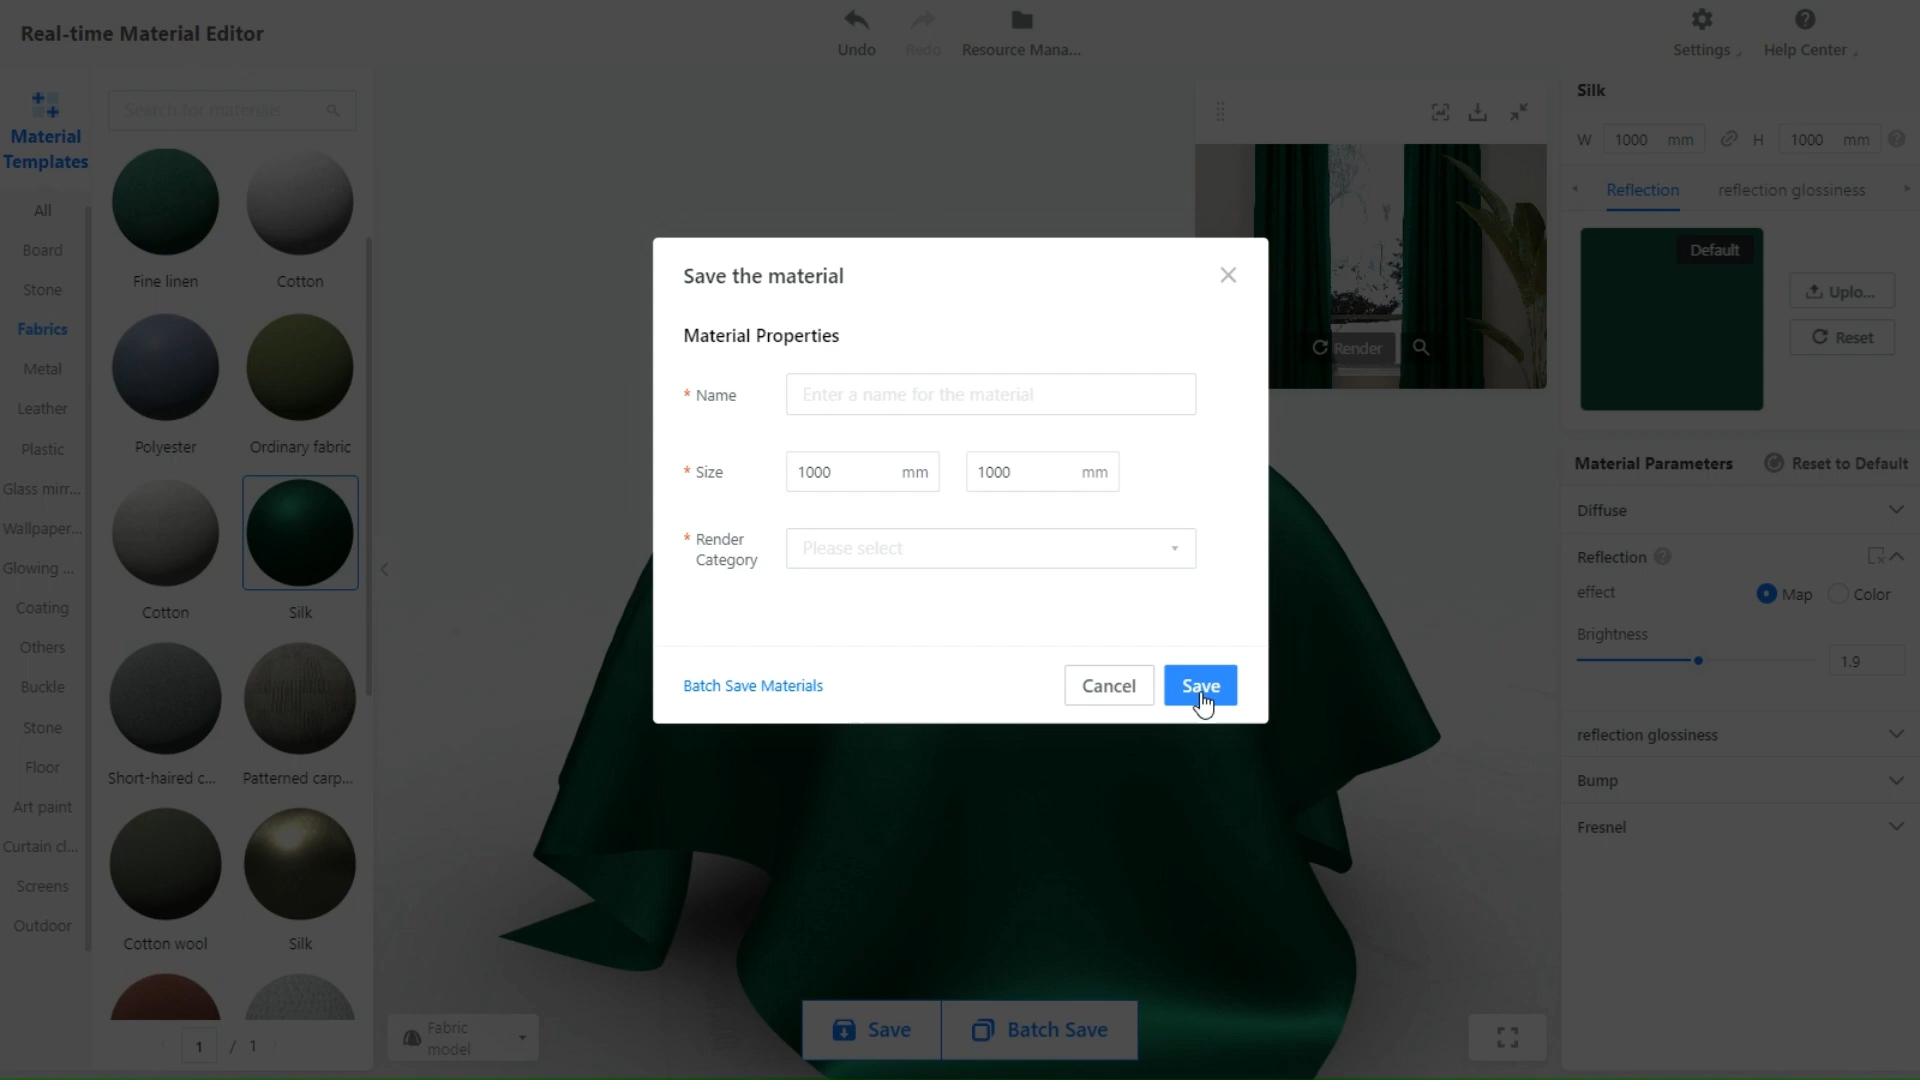 Real-time Material Editor
Undo
Redo
Resource Mana...
Settings
Help Center
Material
Templates
All
Board
Stone
Fabrics
Metal
Leather
Plastic
Glass mirr...
Wallpaper...
Glowing ...
Coating
Others
Buckle
Stone
Floor
Art paint
Curtain cl...
Screens
Outdoor
Search for materials
Fine linen
Cotton
Polyester
Ordinary fabric
Cotton
Silk
Short-haired c...
Patterned carp...
Cotton wool
Silk
1 / 1
Fabric
model
Render
Save the material
Material Properties
* Name
Enter a name for the material
* Size
1000 mm
1000 mm
* Render
Category
Please select
Batch Save Materials
Cancel
Save
Save
Batch Save
Silk
W 1000 mm H 1000 mm
Reflection
reflection glossiness
Default
Uplo...
Reset
Material Parameters
Reset to Default
Diffuse
Reflection
effect
Map
Color
Brightness
1.9
reflection glossiness
Bump
Fresnel